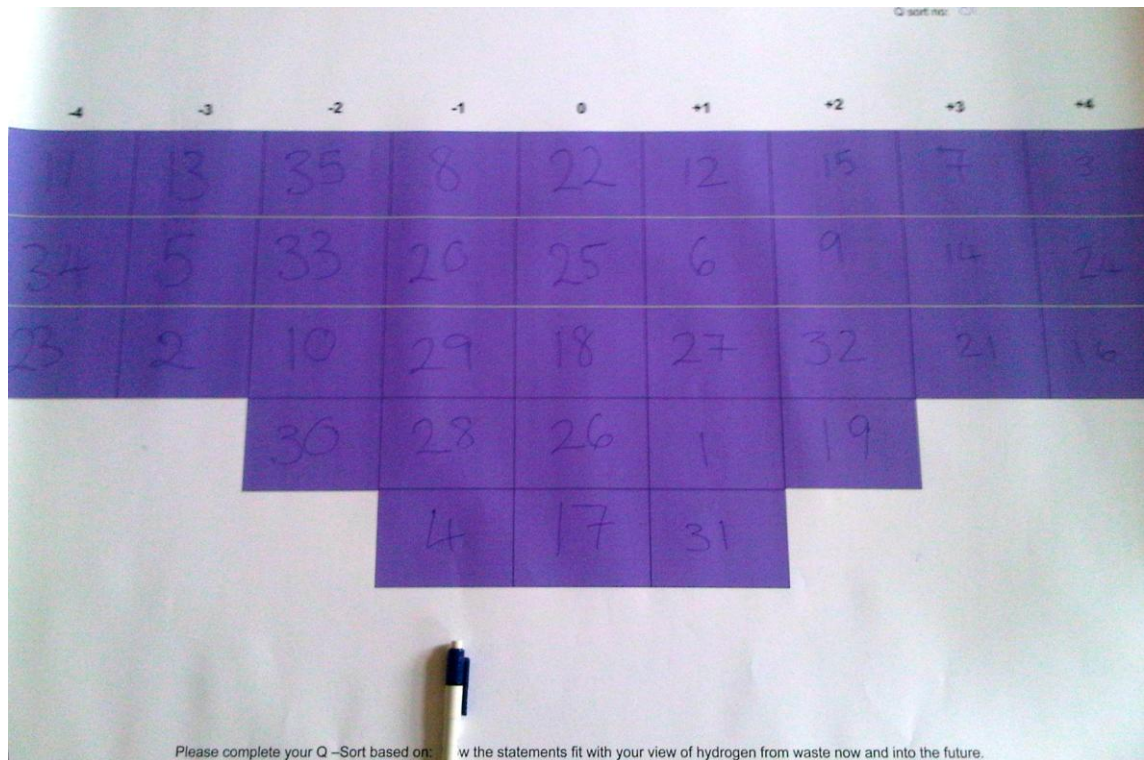 Q sort no:
-4 -3 -2 -1 0 +1 +2 +3 +4
11 13 35 8 22 12 15 7 3
34 5 33 20 25 6 9 14 24
23 2 10 29 18 27 32 21 16
30 28 26 1 19
4 17 31
Please complete your Q –Sort based on: w the statements fit with your view of hydrogen from waste now and into the future.